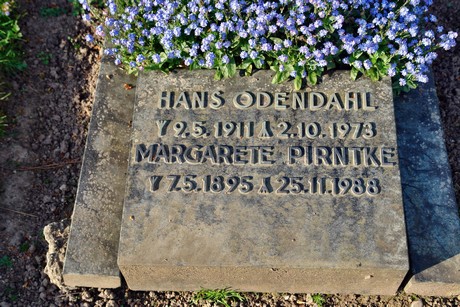 HANS ODENDAHL
ᛉ 9.5.1911 ᛣ 2.10.1973
MARGARETE PIRNTKE
ᛉ 7.5.1895 ᛣ 25.11.1988